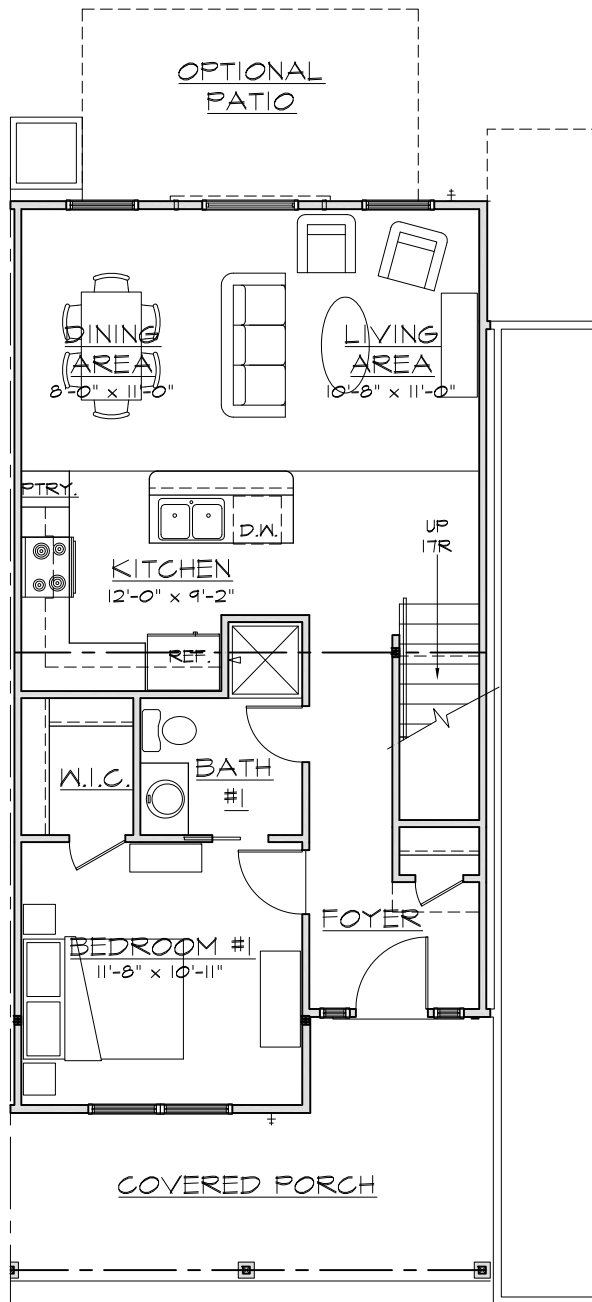 OPTIONAL
PATIO
DINING
AREA
8'-0" x 11'-0"
LIVING
AREA
10'-8" x 11'-0"
PTRY.
D.W.
UP
17R
KITCHEN
12'-0" x 9'-2"
REF.
W.I.C.
BATH
#1
FOYER
BEDROOM #1
11'-8" x 10'-11"
COVERED PORCH